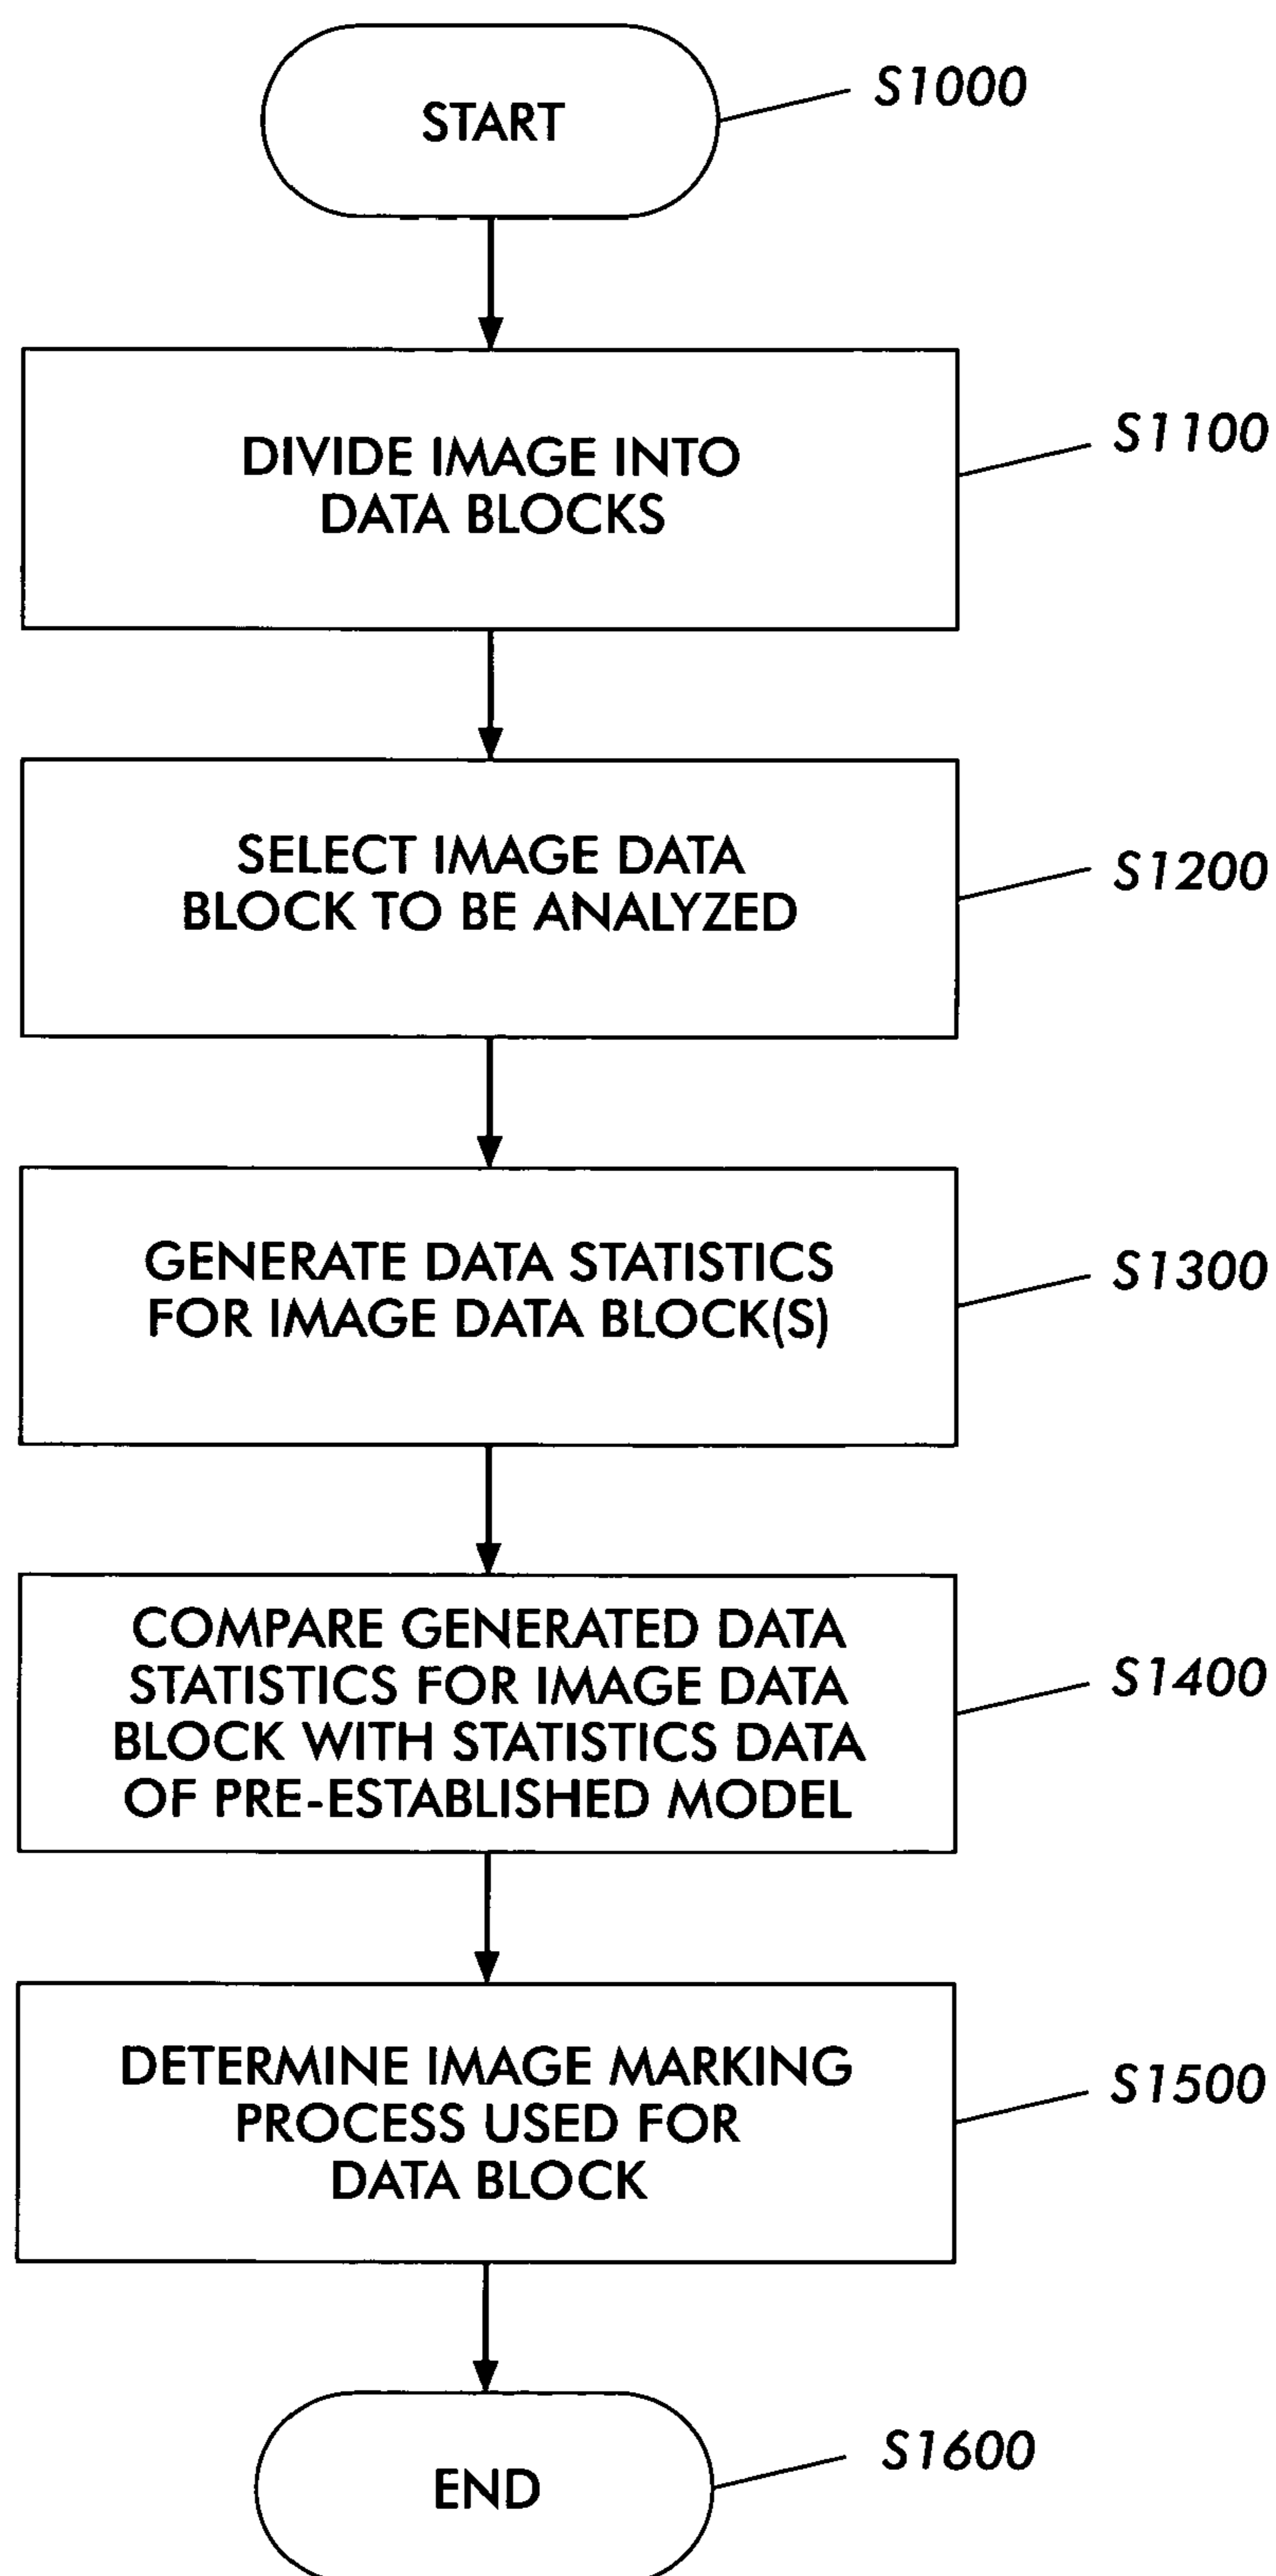 START
S1000
DIVIDE IMAGE INTO
DATA BLOCKS
S1100
SELECT IMAGE DATA
BLOCK TO BE ANALYZED
S1200
GENERATE DATA STATISTICS
FOR IMAGE DATA BLOCK(S)
S1300
COMPARE GENERATED DATA
STATISTICS FOR IMAGE DATA
BLOCK WITH STATISTICS DATA
OF PRE-ESTABLISHED MODEL
S1400
DETERMINE IMAGE MARKING
PROCESS USED FOR
DATA BLOCK
S1500
END
S1600